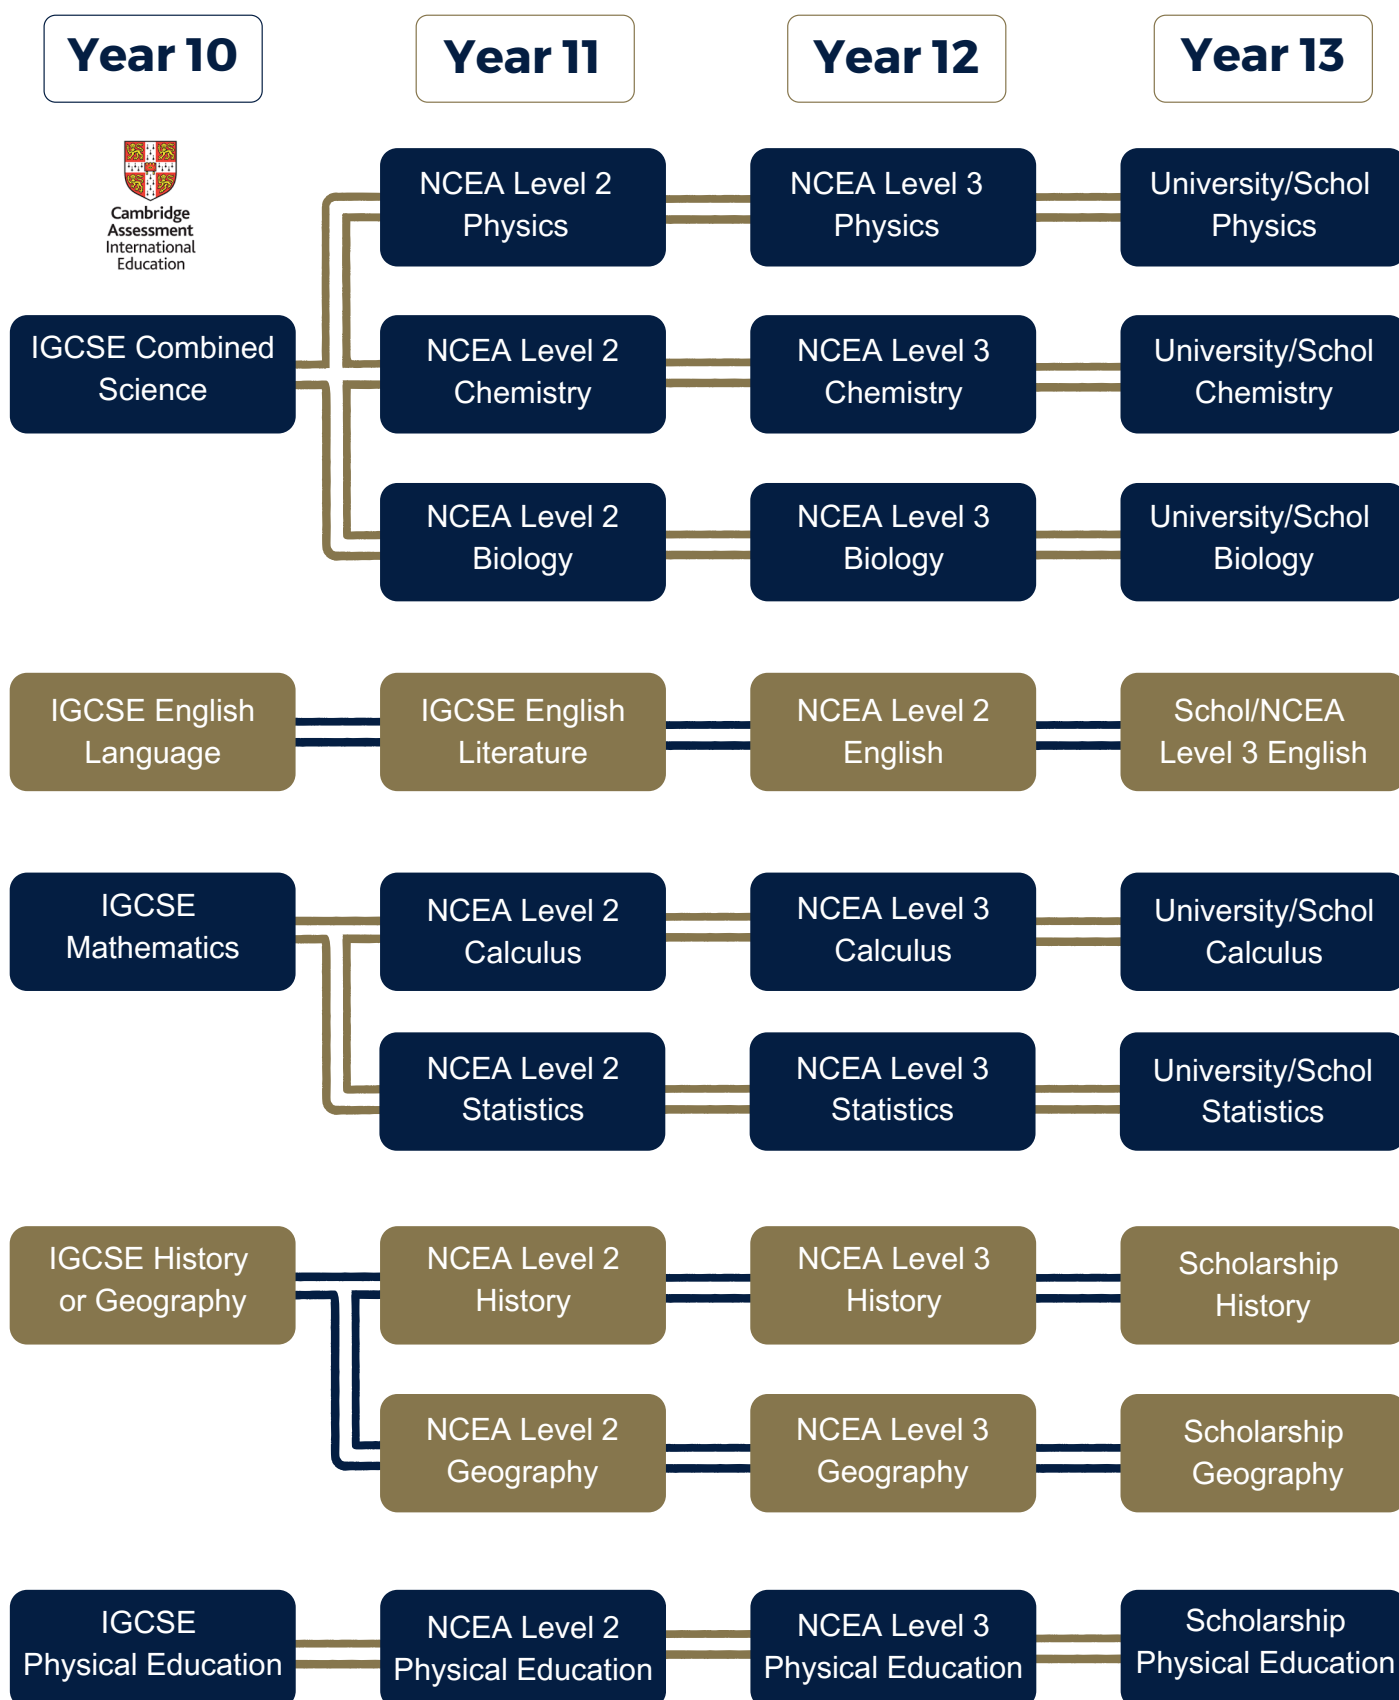 Year 10
Year 11
Year 12
Year 13
Cambridge
Assessment
International
Education
NCEA Level 2
Physics
NCEA Level 3
Physics
University/Schol
Physics
IGCSE Combined
Science
NCEA Level 2
Chemistry
NCEA Level 3
Chemistry
University/Schol
Chemistry
NCEA Level 2
Biology
NCEA Level 3
Biology
University/Schol
Biology
IGCSE English
Language
IGCSE English
Literature
NCEA Level 2
English
Schol/NCEA
Level 3 English
IGCSE
Mathematics
NCEA Level 2
Calculus
NCEA Level 3
Calculus
University/Schol
Calculus
NCEA Level 2
Statistics
NCEA Level 3
Statistics
University/Schol
Statistics
IGCSE History
or Geography
NCEA Level 2
History
NCEA Level 3
History
Scholarship
History
NCEA Level 2
Geography
NCEA Level 3
Geography
Scholarship
Geography
IGCSE
Physical Education
NCEA Level 2
Physical Education
NCEA Level 3
Physical Education
Scholarship
Physical Education